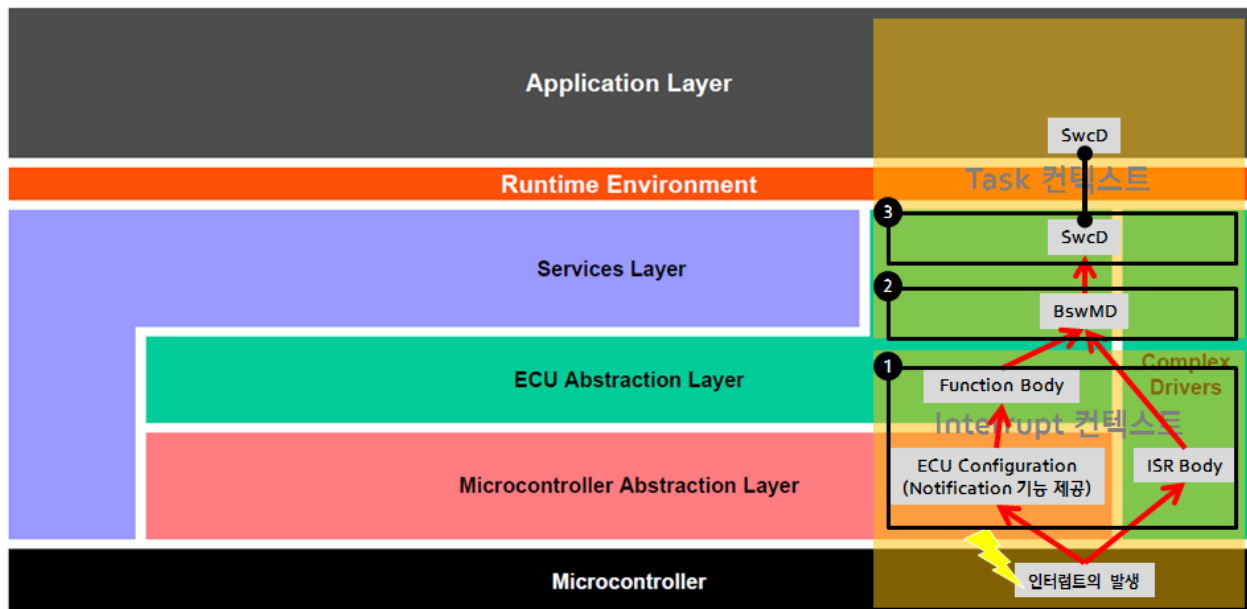 Application Layer
SwcD
Runtime Environment
Task 컨텍스트
3
SwcD
Services Layer
2
BswMD
1
Complex
Drivers
ECU Abstraction Layer
Function Body
Interrupt 컨텍스트
Microcontroller Abstraction Layer
ECU Configuration
(Notification 기능 제공)
ISR Body
Microcontroller
인터럽트의 발생